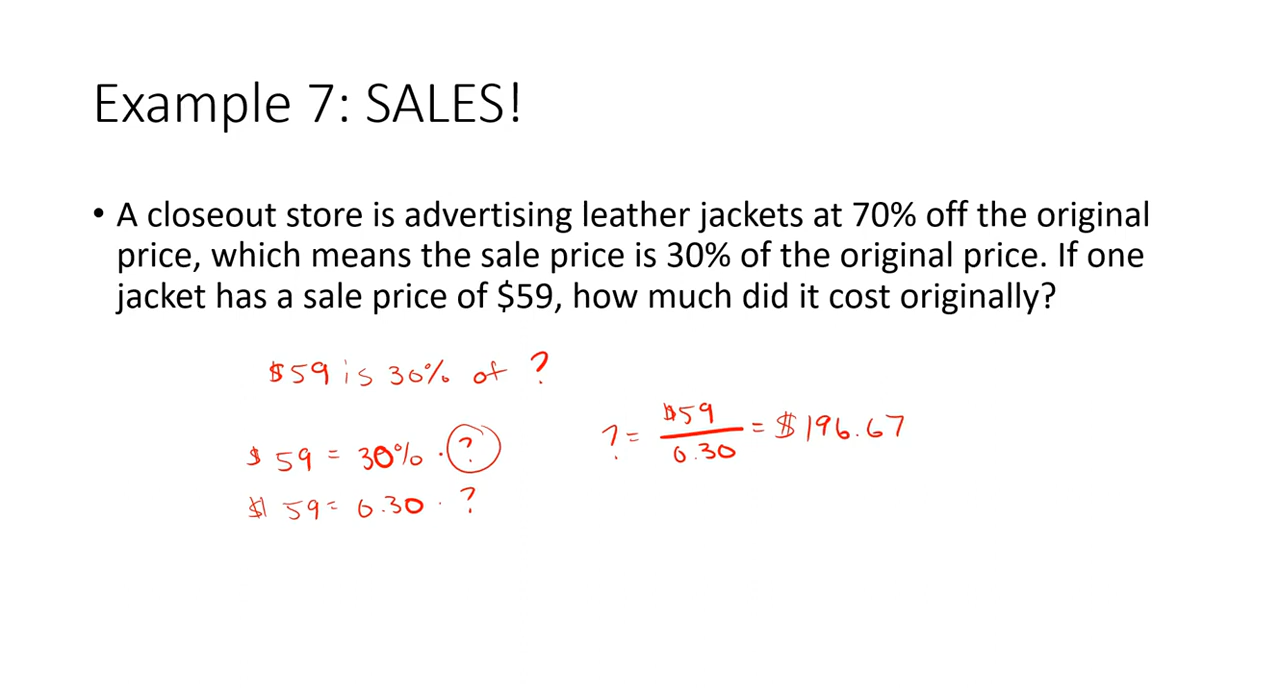 Example 7: SALES!
• A closeout store is advertising leather jackets at 70% off the original
price, which means the sale price is 30% of the original price. If one
jacket has a sale price of $59, how much did it cost originally?
$59 is 30% of ?
$59 = 30% · ?
$59 = 0.30 · ?
? = $59 / 0.30 = $196.67